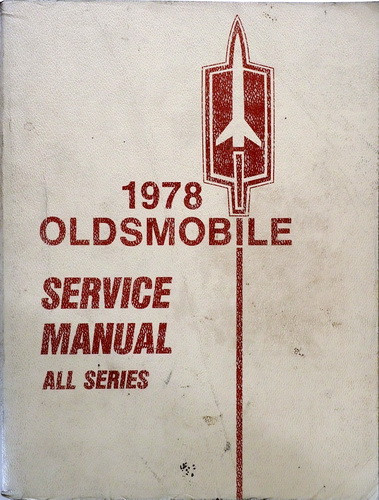 1978
OLDSMOBILE
SERVICE
MANUAL
ALL SERIES